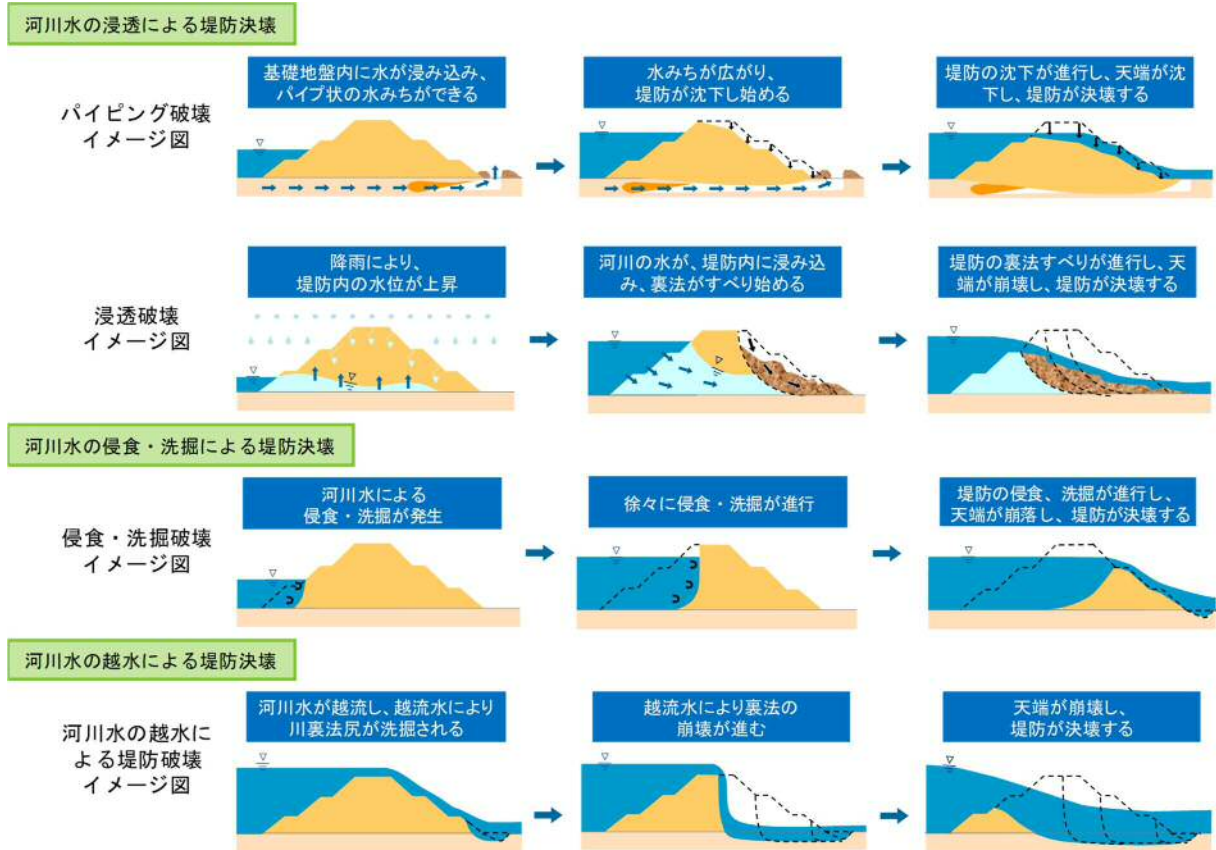 河川水の浸透による堤防決壊
パイピング破壊
イメージ図
基礎地盤内に水が浸み込み、
パイプ状の水みちができる
水みちが広がり、
堤防が沈下し始める
堤防の沈下が進行し、天端が沈
下し、堤防が決壊する
浸透破壊
イメージ図
降雨により、
堤防内の水位が上昇
河川の水が、堤防内に浸み込
み、裏法がすべり始める
堤防の裏法すべりが進行し、天
端が崩壊し、堤防が決壊する
河川水の侵食・洗掘による堤防決壊
侵食・洗掘破壊
イメージ図
河川水による
侵食・洗掘が発生
徐々に侵食・洗掘が進行
堤防の侵食、洗掘が進行し、
天端が崩落し、堤防が決壊する
河川水の越水による堤防決壊
河川水の越水に
よる堤防破壊
イメージ図
河川水が越流し、越流水により
川裏法尻が洗掘される
越流水により裏法の
崩壊が進む
天端が崩壊し、
堤防が決壊する